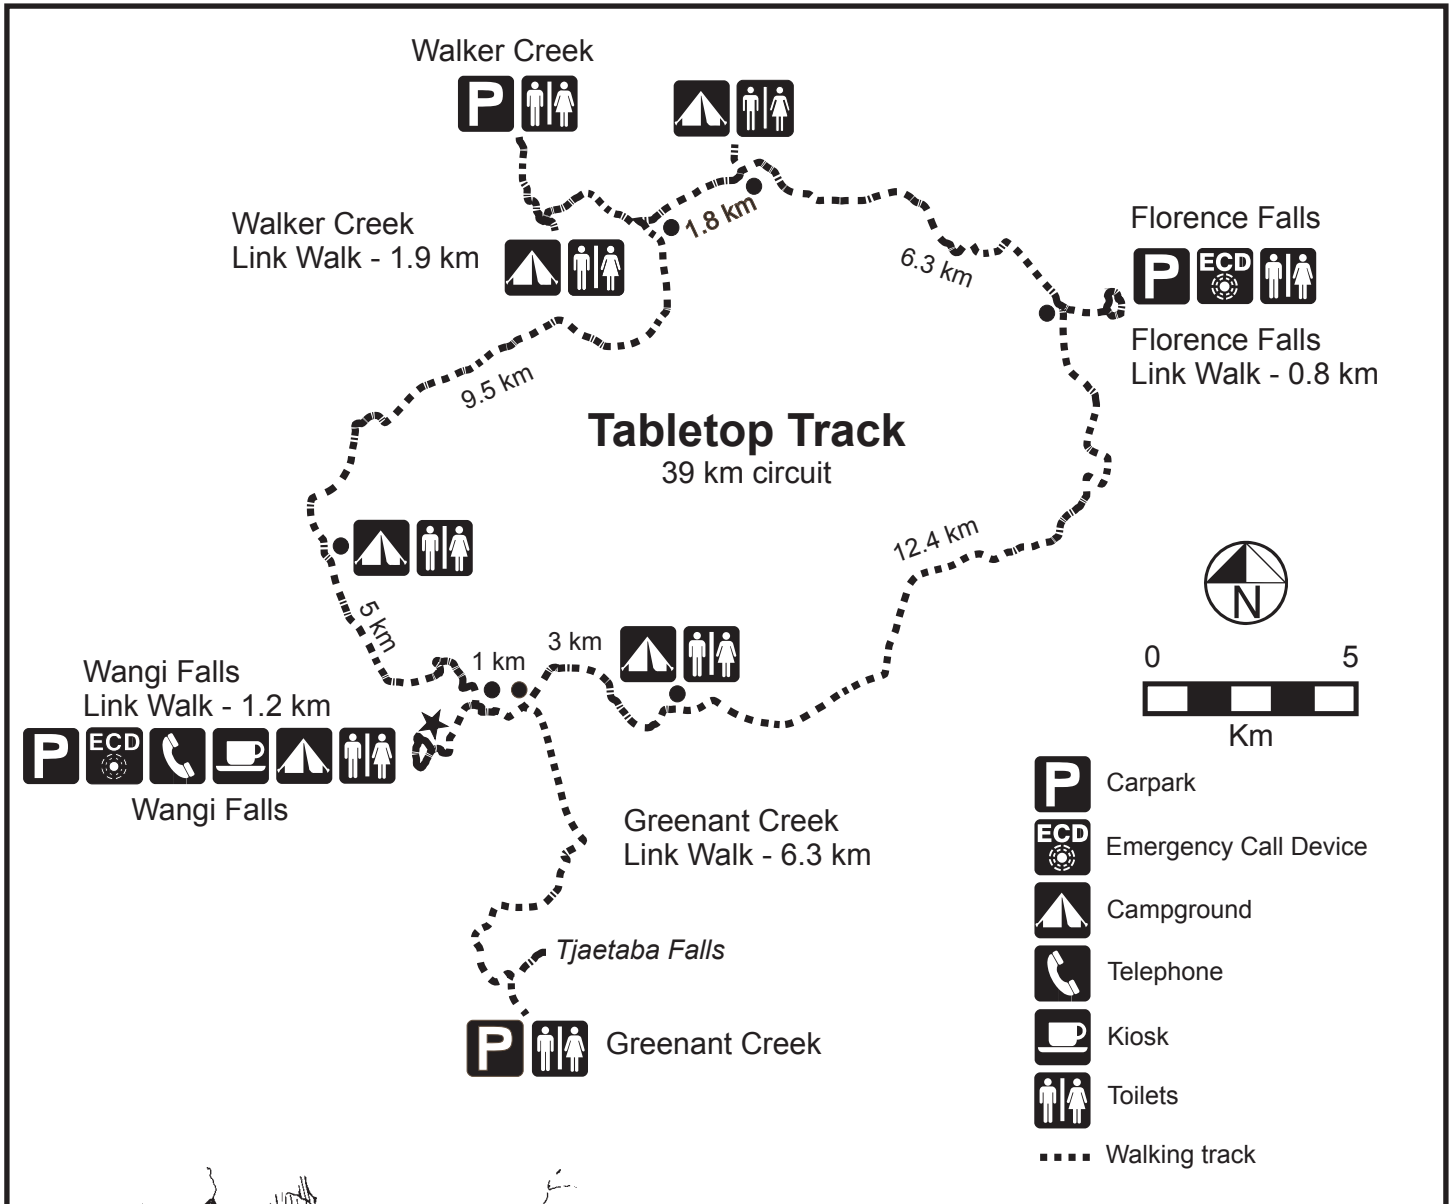 Walker Creek
P
P
Walker Creek
Link Walk - 1.9 km
1.8 km
6.3 km
Florence Falls
P ECD
Florence Falls
Link Walk - 0.8 km
9.5 km
Tabletop Track
39 km circuit
12.4 km
N
5 km
1 km
3 km
0 5
Km
Wangi Falls
Link Walk - 1.2 km
P ECD
Wangi Falls
Greenant Creek
Link Walk - 6.3 km
Tjaetaba Falls
P
Greenant Creek
P Carpark
ECD Emergency Call Device
Campground
Telephone
Kiosk
Toilets
Walking track